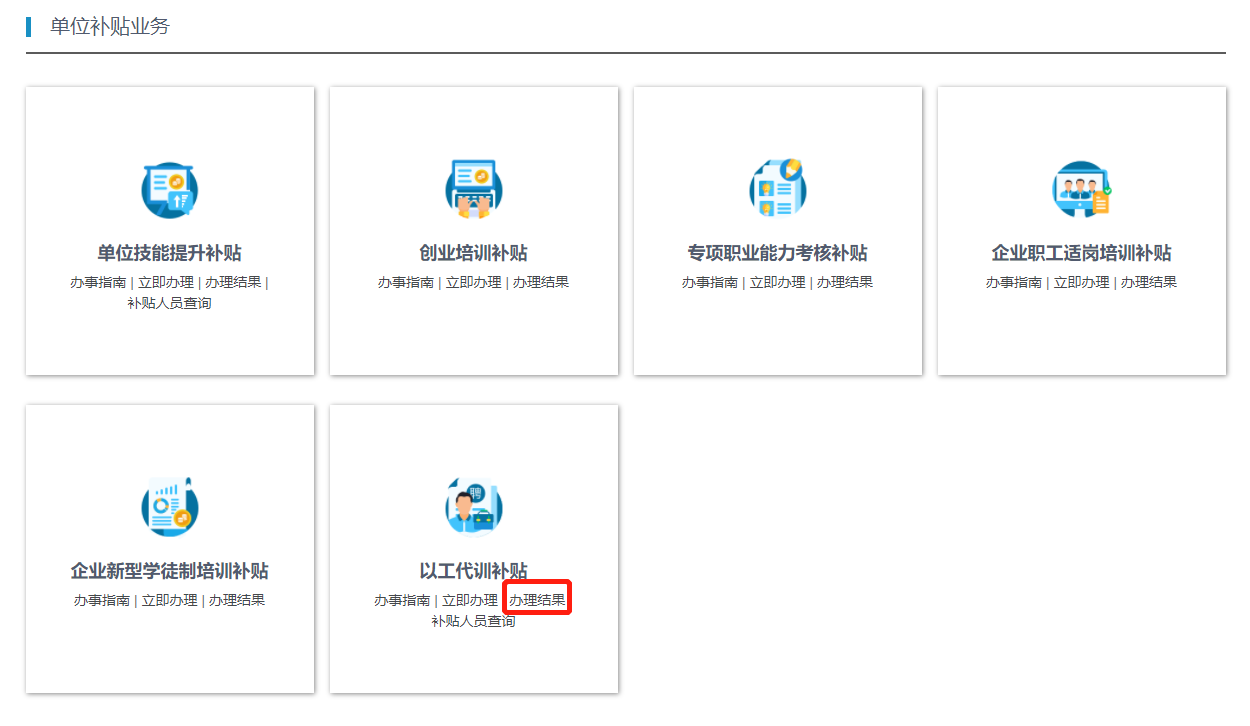 单位补贴业务
单位技能提升补贴
办事指南 | 立即办理 | 办理结果 |
补贴人员查询
创业培训补贴
办事指南 | 立即办理 | 办理结果
专项职业能力考核补贴
办事指南 | 立即办理 | 办理结果
企业职工适岗培训补贴
办事指南 | 立即办理 | 办理结果
企业新型学徒制培训补贴
办事指南 | 立即办理 | 办理结果
聘
以工代训补贴
办事指南 | 立即办理 办理结果
补贴人员查询